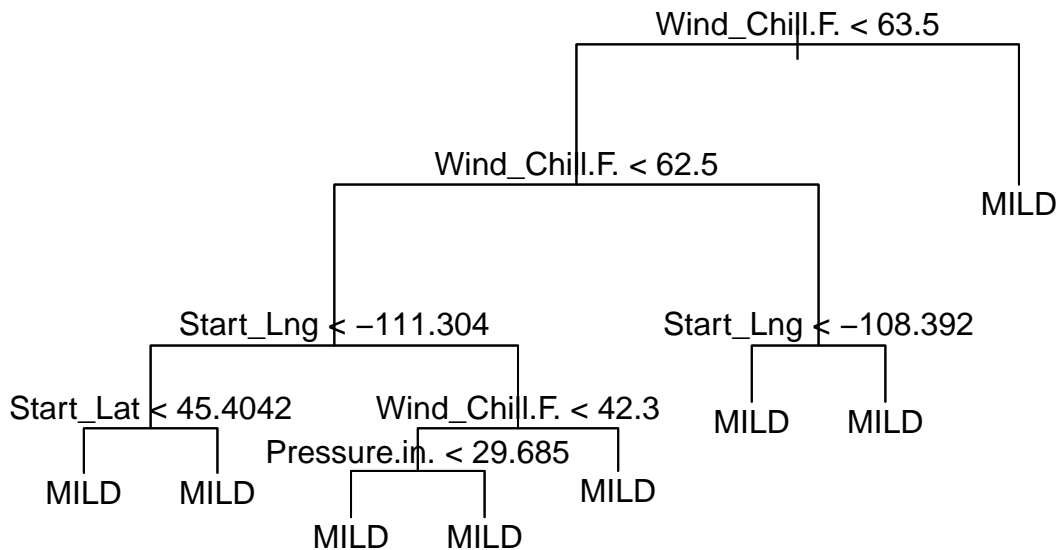 Wind_Chill.F. < 63.5
Wind_Chill.F. < 62.5
MILD
Start_Lng < −111.304
Start_Lng < −108.392
Start_Lat < 45.4042
Wind_Chill.F. < 42.3
MILD
MILD
Pressure.in. < 29.685
MILD
MILD
MILD
MILD
MILD